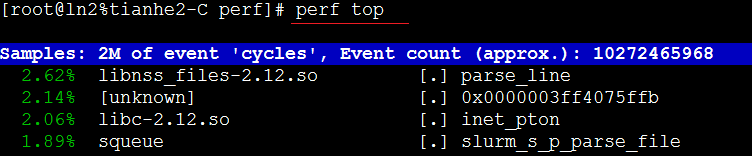 [root@ln2%tianhe2-C perf]# perf top
Samples: 2M of event 'cycles', Event count (approx.): 10272465968
2.62% libnss_files-2.12.so [.] parse_line
2.14% [unknown] [.] 0x0000003ff4075ffb
2.06% libc-2.12.so [.] inet_pton
1.89% squeue [.] slurm_s_p_parse_file